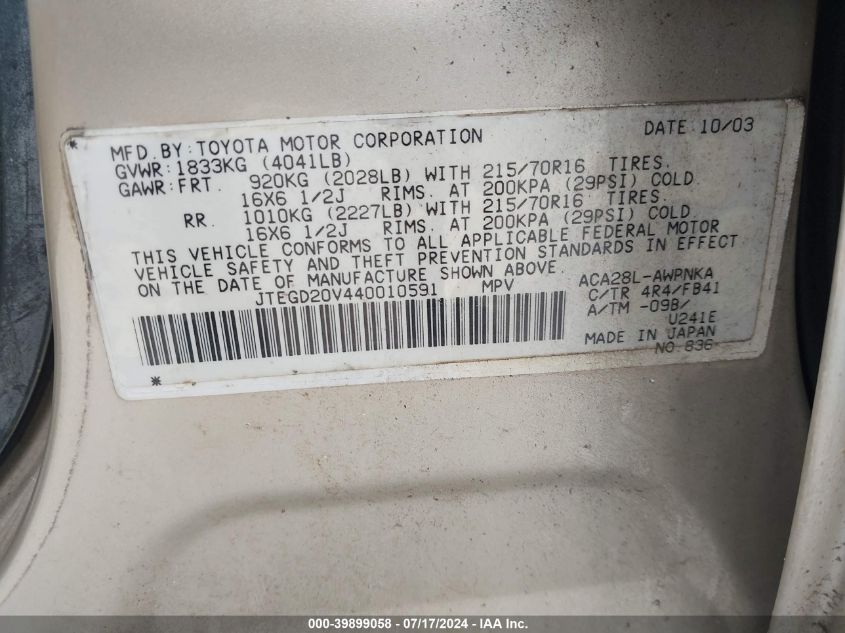 MFD. BY: TOYOTA MOTOR CORPORATION DATE: 10/03
GVWR: 1833KG (4041LB)
GAWR: FRT. 920KG (2028LB) WITH 215/70R16 TIRES.
16X6 1/2J RIMS. AT 200KPA (29PSI) COLD.
RR. 1010KG (2227LB) WITH 215/70R16 TIRES.
16X6 1/2J RIMS. AT 200KPA (29PSI) COLD.
THIS VEHICLE CONFORMS TO ALL APPLICABLE FEDERAL MOTOR
VEHICLE SAFETY AND THEFT PREVENTION STANDARDS IN EFFECT
ON THE DATE OF MANUFACTURE SHOWN ABOVE.
JTEGD20V440010591 MPV ACA28L-AWPNKA
C/TR 4R4/FB41
A/TM -09B/
U241E
MADE IN JAPAN
NO.836
000-39899058 - 07/17/2024 - IAA Inc.